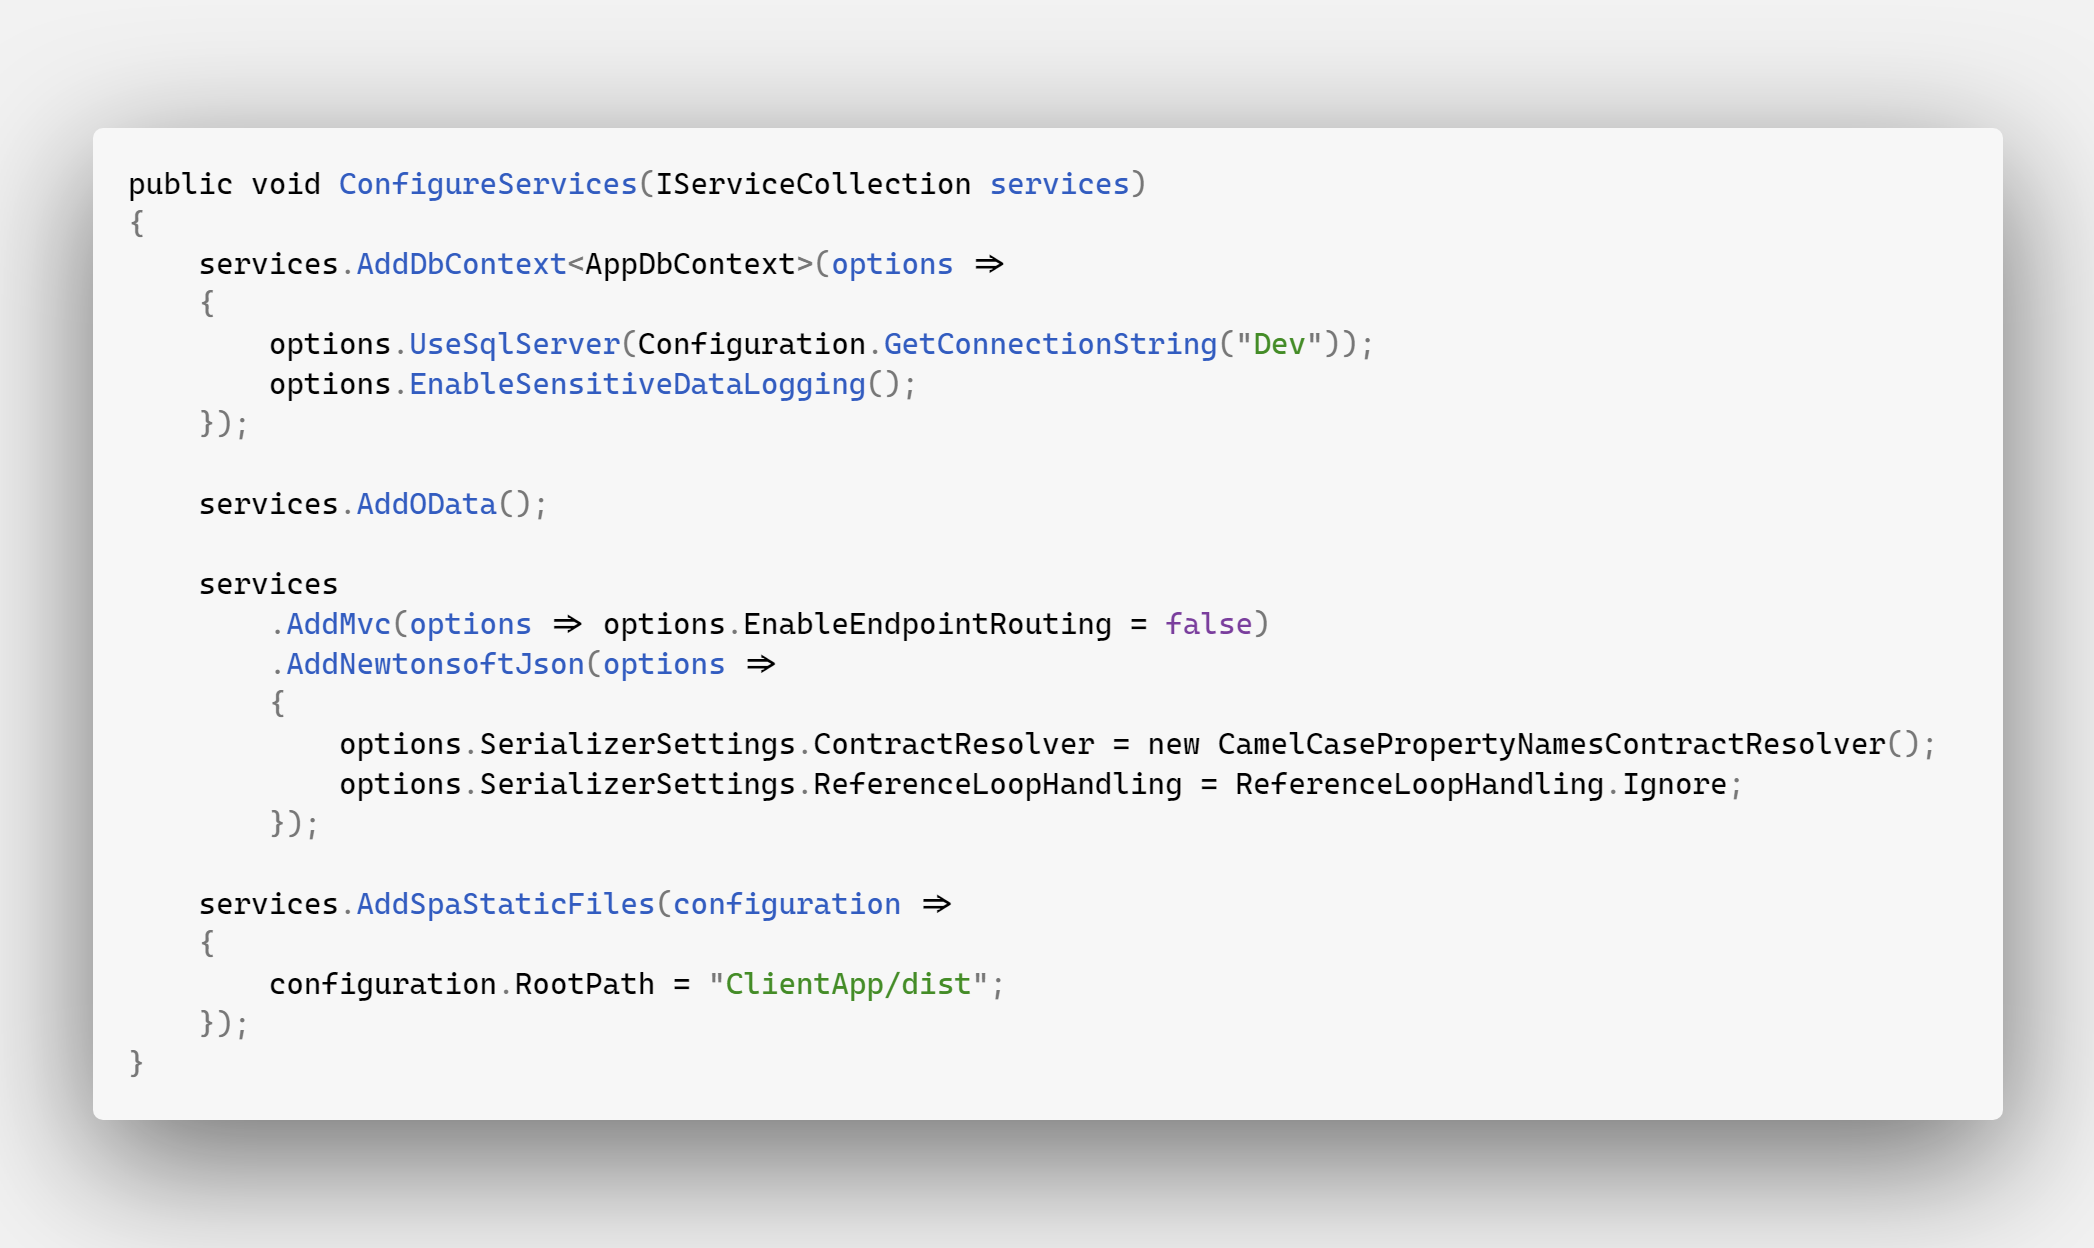 public void ConfigureServices(IServiceCollection services)
{
    services.AddDbContext<AppDbContext>(options =>
    {
        options.UseSqlServer(Configuration.GetConnectionString("Dev"));
        options.EnableSensitiveDataLogging();
    });

    services.AddOData();

    services
        .AddMvc(options => options.EnableEndpointRouting = false)
        .AddNewtonsoftJson(options =>
        {
            options.SerializerSettings.ContractResolver = new CamelCasePropertyNamesContractResolver();
            options.SerializerSettings.ReferenceLoopHandling = ReferenceLoopHandling.Ignore;
        });

    services.AddSpaStaticFiles(configuration =>
    {
        configuration.RootPath = "ClientApp/dist";
    });
}